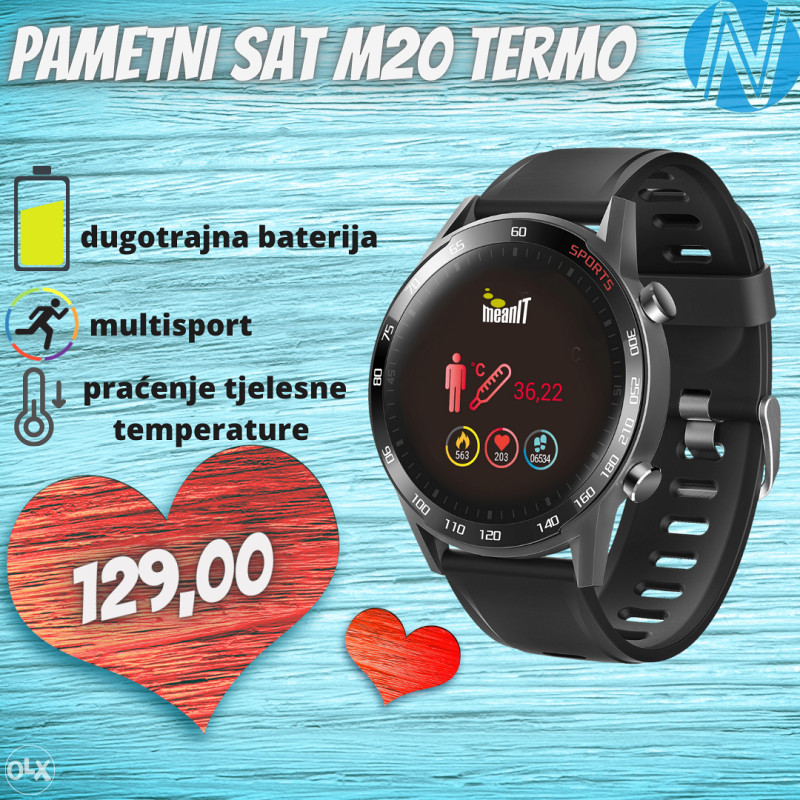 PAMETNI SAT M20 TERMO
N
dugotrajna baterija
multisport
praćenje tjelesne
temperature
129,00
60
65
70
75
80
90
100
110
120
140
160
180
210
250
300
SPORTS
meanIT
°C
36,22
563
203
06534
OLX